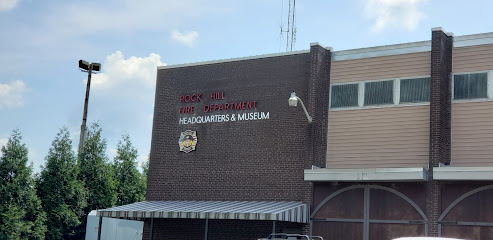 ROCK HILL
FIRE DEPARTMENT
HEADQUARTERS & MUSEUM